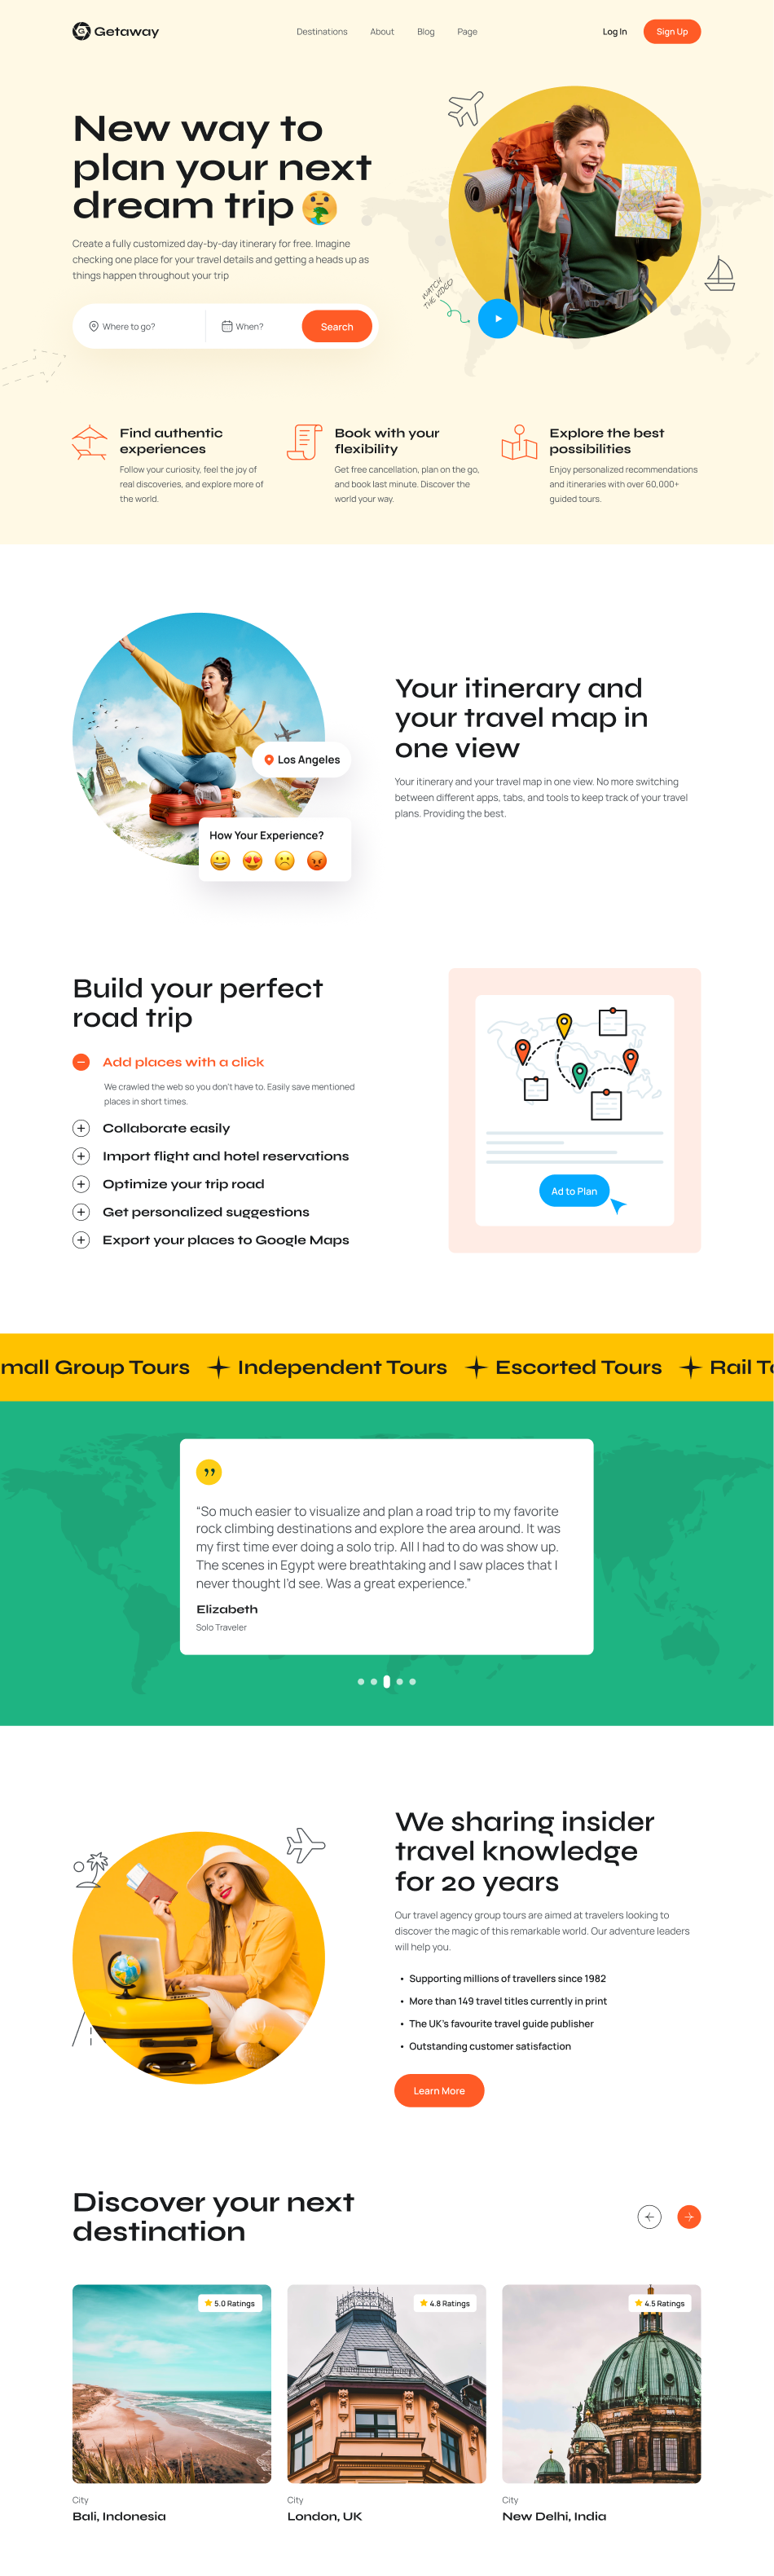 Getaway
Destinations
About
Blog
Page
Log In
Sign Up
New way to
plan your next
dream trip
Create a fully customized day-by-day itinerary for free. Imagine
checking one place for your travel details and getting a heads up as
things happen throughout your trip
Where to go?
When?
Search
WATCH
THE VIDEO
Find authentic
experiences
Follow your curiosity, feel the joy of
real discoveries, and explore more of
the world.
Book with your
flexibility
Get free cancellation, plan on the go,
and book last minute. Discover the
world your way.
Explore the best
possibilities
Enjoy personalized recommendations
and itineraries with over 60,000+
guided tours.
Los Angeles
How Your Experience?
Your itinerary and
your travel map in
one view
Your itinerary and your travel map in one view. No more switching
between different apps, tabs, and tools to keep track of your travel
plans. Providing the best.
Build your perfect
road trip
Add places with a click
We crawled the web so you don't have to. Easily save mentioned
places in short times.
Collaborate easily
Import flight and hotel reservations
Optimize your trip road
Get personalized suggestions
Export your places to Google Maps
Ad to Plan
mall Group Tours
Independent Tours
Escorted Tours
Rail To
"So much easier to visualize and plan a road trip to my favorite
rock climbing destinations and explore the area around. It was
my first time ever doing a solo trip. All I had to do was show up.
The scenes in Egypt were breathtaking and I saw places that I
never thought I'd see. Was a great experience."
Elizabeth
Solo Traveler
We sharing insider
travel knowledge
for 20 years
Our travel agency group tours are aimed at travelers looking to
discover the magic of this remarkable world. Our adventure leaders
will help you.
• Supporting millions of travellers since 1982
• More than 149 travel titles currently in print
• The UK's favourite travel guide publisher
• Outstanding customer satisfaction
Learn More
Discover your next
destination
5.0 Ratings
4.8 Ratings
4.5 Ratings
City
Bali, Indonesia
City
London, UK
City
New Delhi, India